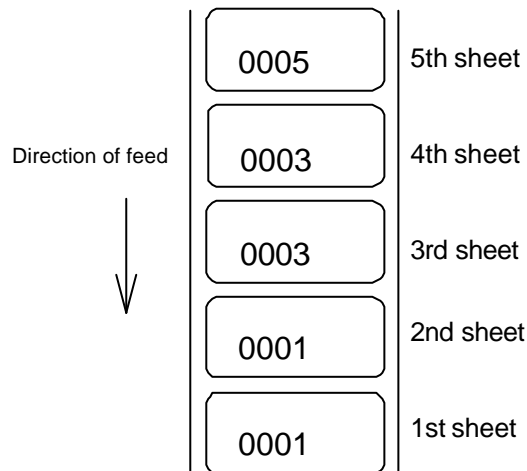 0005 5th sheet
Direction of feed 0003 4th sheet
0003 3rd sheet
0001 2nd sheet
0001 1st sheet